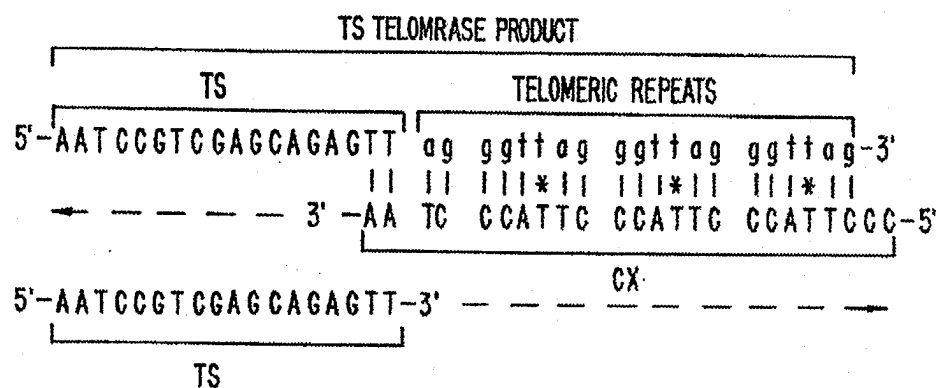 TS TELOMRASE PRODUCT
TS TELOMERIC REPEATS
5'-AATCCGTCGAGCAGAGTT ag ggttag ggttag ggttag-3'
| | | | | | | * | | | | | * | | | | | * | |
3' -AA TC CCATTC CCATTC CCATTCCC-5'
CX
5'-AATCCGTCGAGCAGAGTT-3'
TS